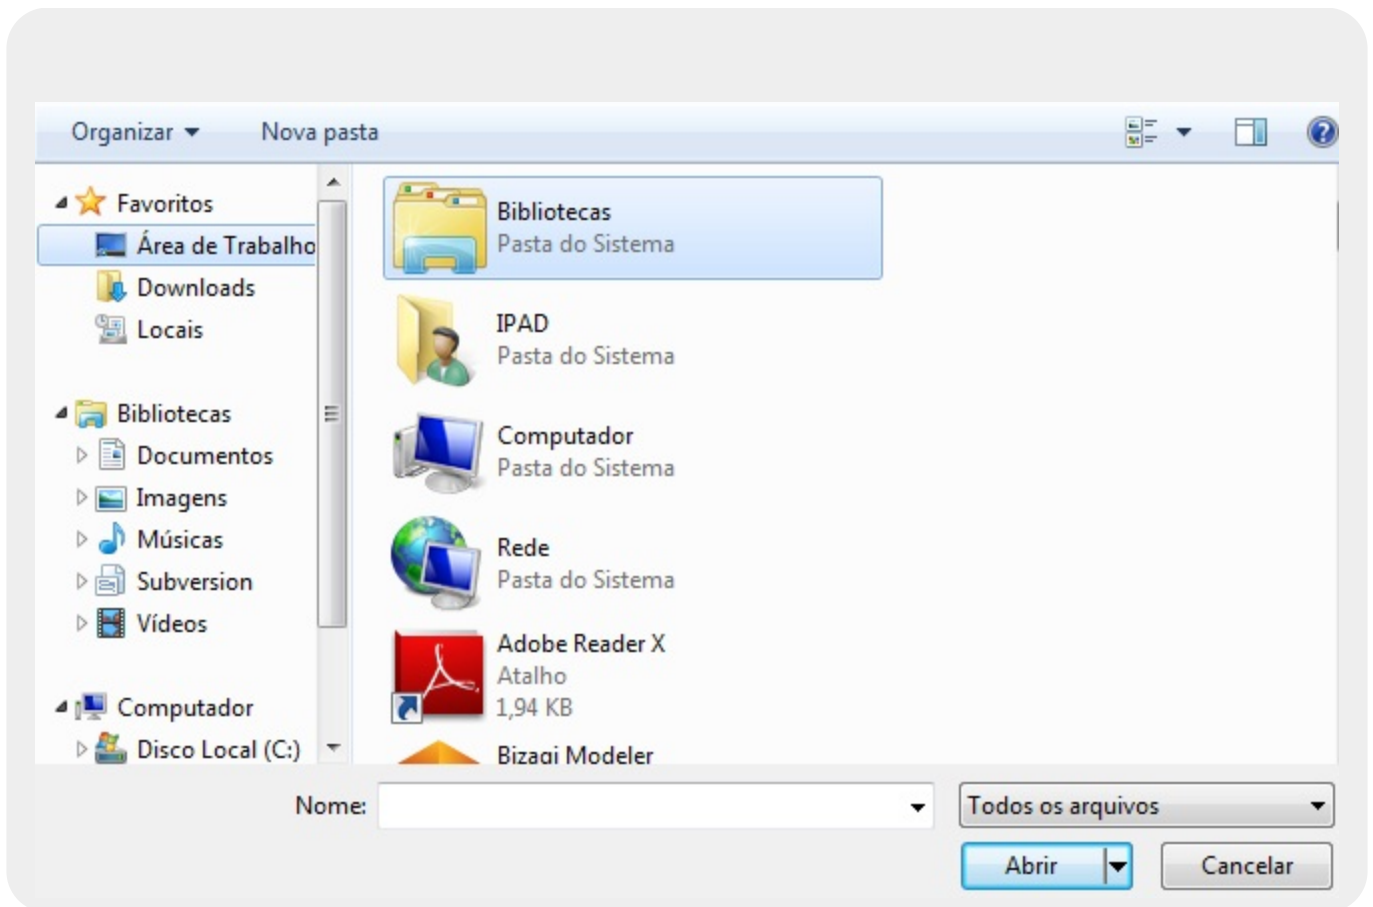 Organizar
Nova pasta
Favoritos
Área de Trabalho
Downloads
Locais
Bibliotecas
Documentos
Imagens
Músicas
Subversion
Vídeos
Computador
Disco Local (C:)
Bibliotecas
Pasta do Sistema
IPAD
Pasta do Sistema
Computador
Pasta do Sistema
Rede
Pasta do Sistema
Adobe Reader X
Atalho
1,94 KB
Bizagi Modeler
Nome:
Todos os arquivos
Abrir
Cancelar